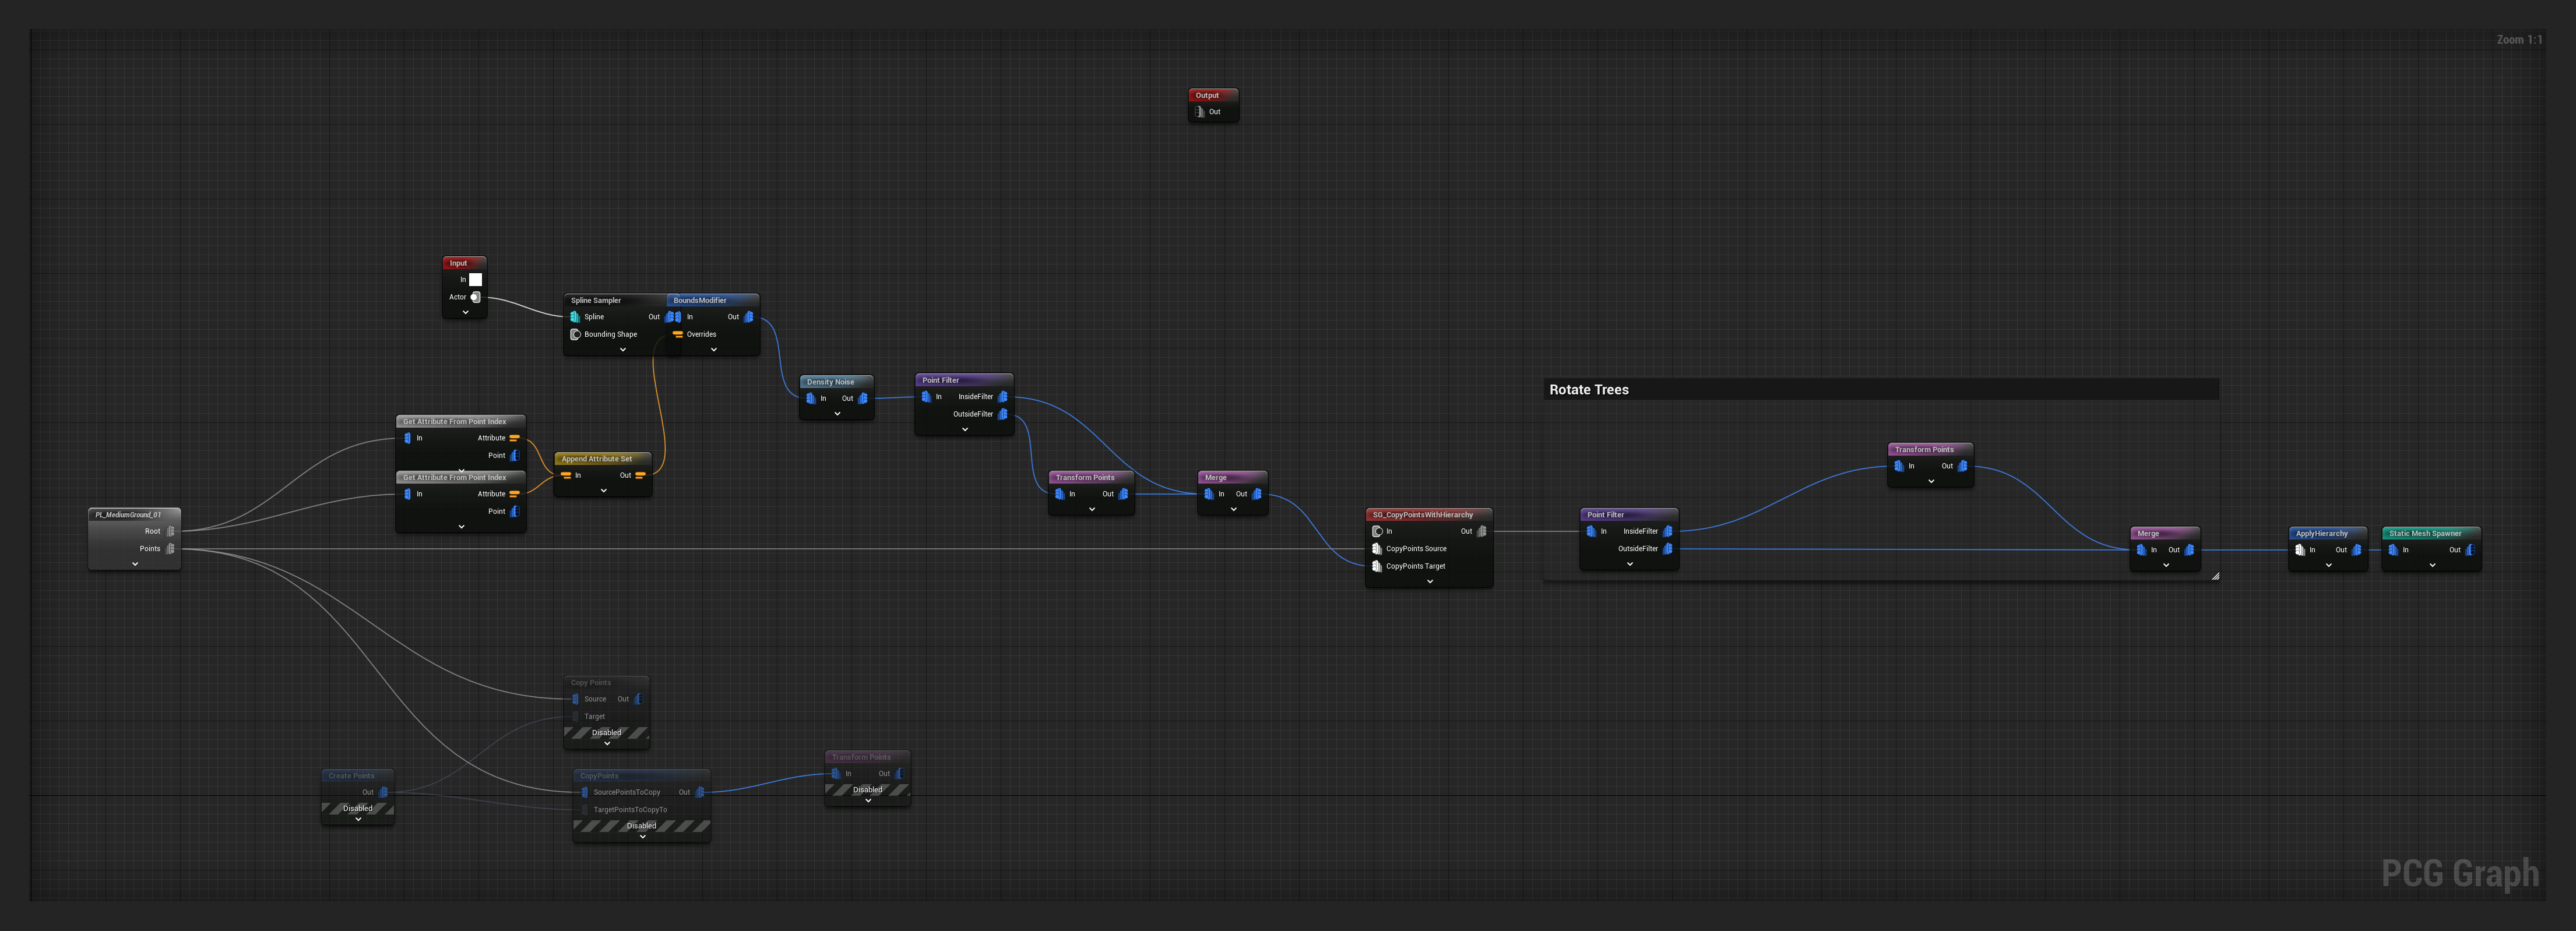 Zoom 1:1
Output
Out
Input
In
Actor
Spline Sampler
Spline Out
Bounding Shape
BoundsModifier
In Out
Overrides
Density Noise
In Out
Point Filter
In InsideFilter
OutsideFilter
Rotate Trees
Get Attribute From Point Index
In Attribute
Point
Get Attribute From Point Index
In Attribute
Point
Append Attribute Set
In Out
Transform Points
In Out
Merge
In Out
Transform Points
In Out
PL_MediumGround_01
Root
Points
SG_CopyPointsWithHierarchy
In Out
CopyPoints Source
CopyPoints Target
Point Filter
In InsideFilter
OutsideFilter
Merge
In Out
ApplyHierarchy
In Out
Static Mesh Spawner
In Out
Copy Points
Source Out
Target
Disabled
Create Points
Out
Disabled
CopyPoints
SourcePointsToCopy Out
TargetPointsToCopyTo
Disabled
Transform Points
In Out
Disabled
PCG Graph